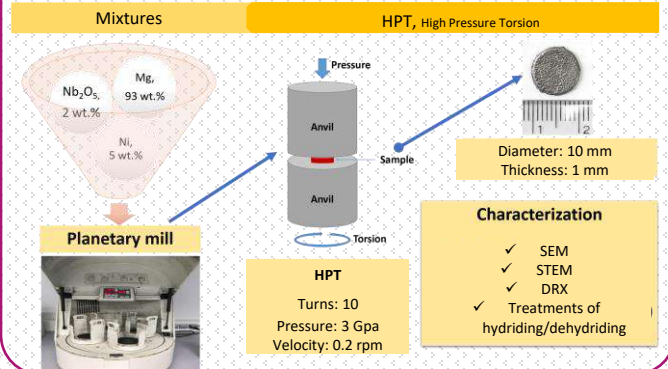 Mixtures
HPT, High Pressure Torsion
Nb₂O₅,
2 wt.%
Mg,
93 wt.%
Ni,
5 wt.%
Planetary mill
Pressure
Anvil
Sample
Anvil
Torsion
HPT
Turns: 10
Pressure: 3 Gpa
Velocity: 0.2 rpm
1 2
Diameter: 10 mm
Thickness: 1 mm
Characterization
✓ SEM
✓ STEM
✓ DRX
✓ Treatments of
hydriding/dehydriding